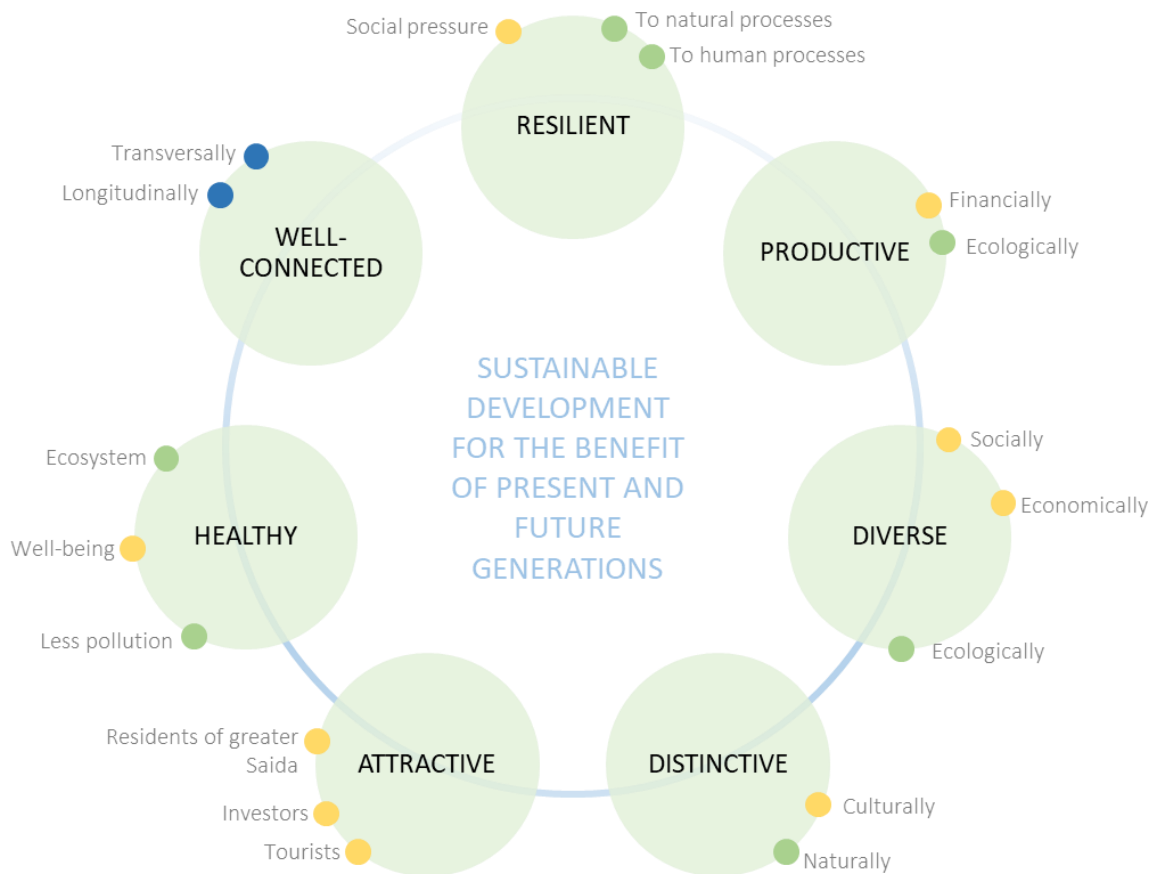 Social pressure
To natural processes
To human processes
RESILIENT
Transversally
Longitudinally
WELL-
CONNECTED
Financially
Ecologically
PRODUCTIVE
SUSTAINABLE
DEVELOPMENT
FOR THE BENEFIT
OF PRESENT AND
FUTURE
GENERATIONS
Socially
Economically
DIVERSE
Ecologically
Ecosystem
Well-being
HEALTHY
Less pollution
Residents of greater
Saida
ATTRACTIVE
Investors
Tourists
DISTINCTIVE
Culturally
Naturally